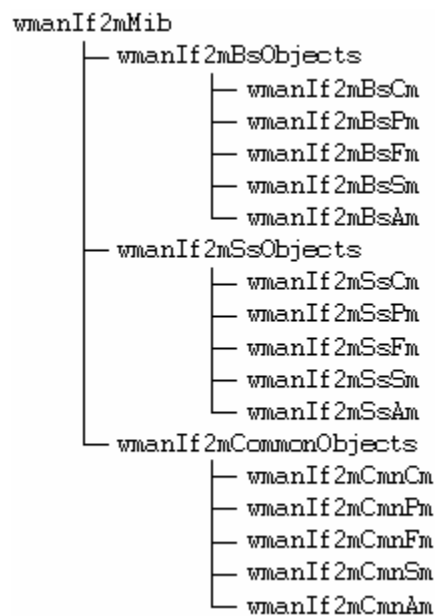 wmanIf2mMib
wmanIf2mBsObjects
wmanIf2mBsCm
wmanIf2mBsPm
wmanIf2mBsFm
wmanIf2mBsSm
wmanIf2mBsAm
wmanIf2mSsObjects
wmanIf2mSsCm
wmanIf2mSsPm
wmanIf2mSsFm
wmanIf2mSsSm
wmanIf2mSsAm
wmanIf2mCommonObjects
wmanIf2mCmnCm
wmanIf2mCmnPm
wmanIf2mCmnFm
wmanIf2mCmnSm
wmanIf2mCmnAm